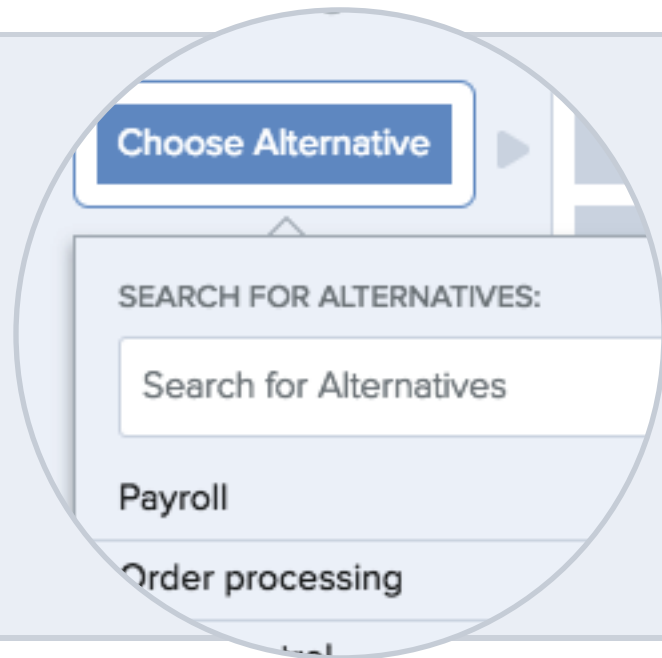 Choose Alternative
SEARCH FOR ALTERNATIVES:
Search for Alternatives
Payroll
Order processing